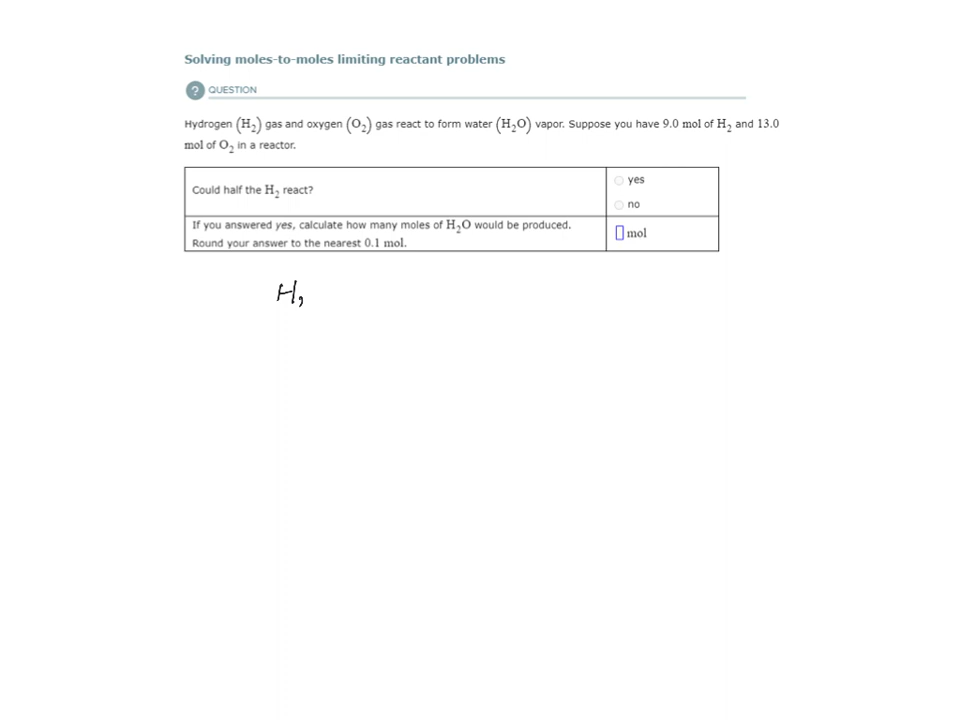 Solving moles-to-moles limiting reactant problems
? QUESTION
Hydrogen (H₂) gas and oxygen (O₂) gas react to form water (H₂O) vapor. Suppose you have 9.0 mol of H₂ and 13.0
mol of O₂ in a reactor.
Could half the H₂ react?
yes
no
If you answered yes, calculate how many moles of H₂O would be produced.
Round your answer to the nearest 0.1 mol.
mol
H,